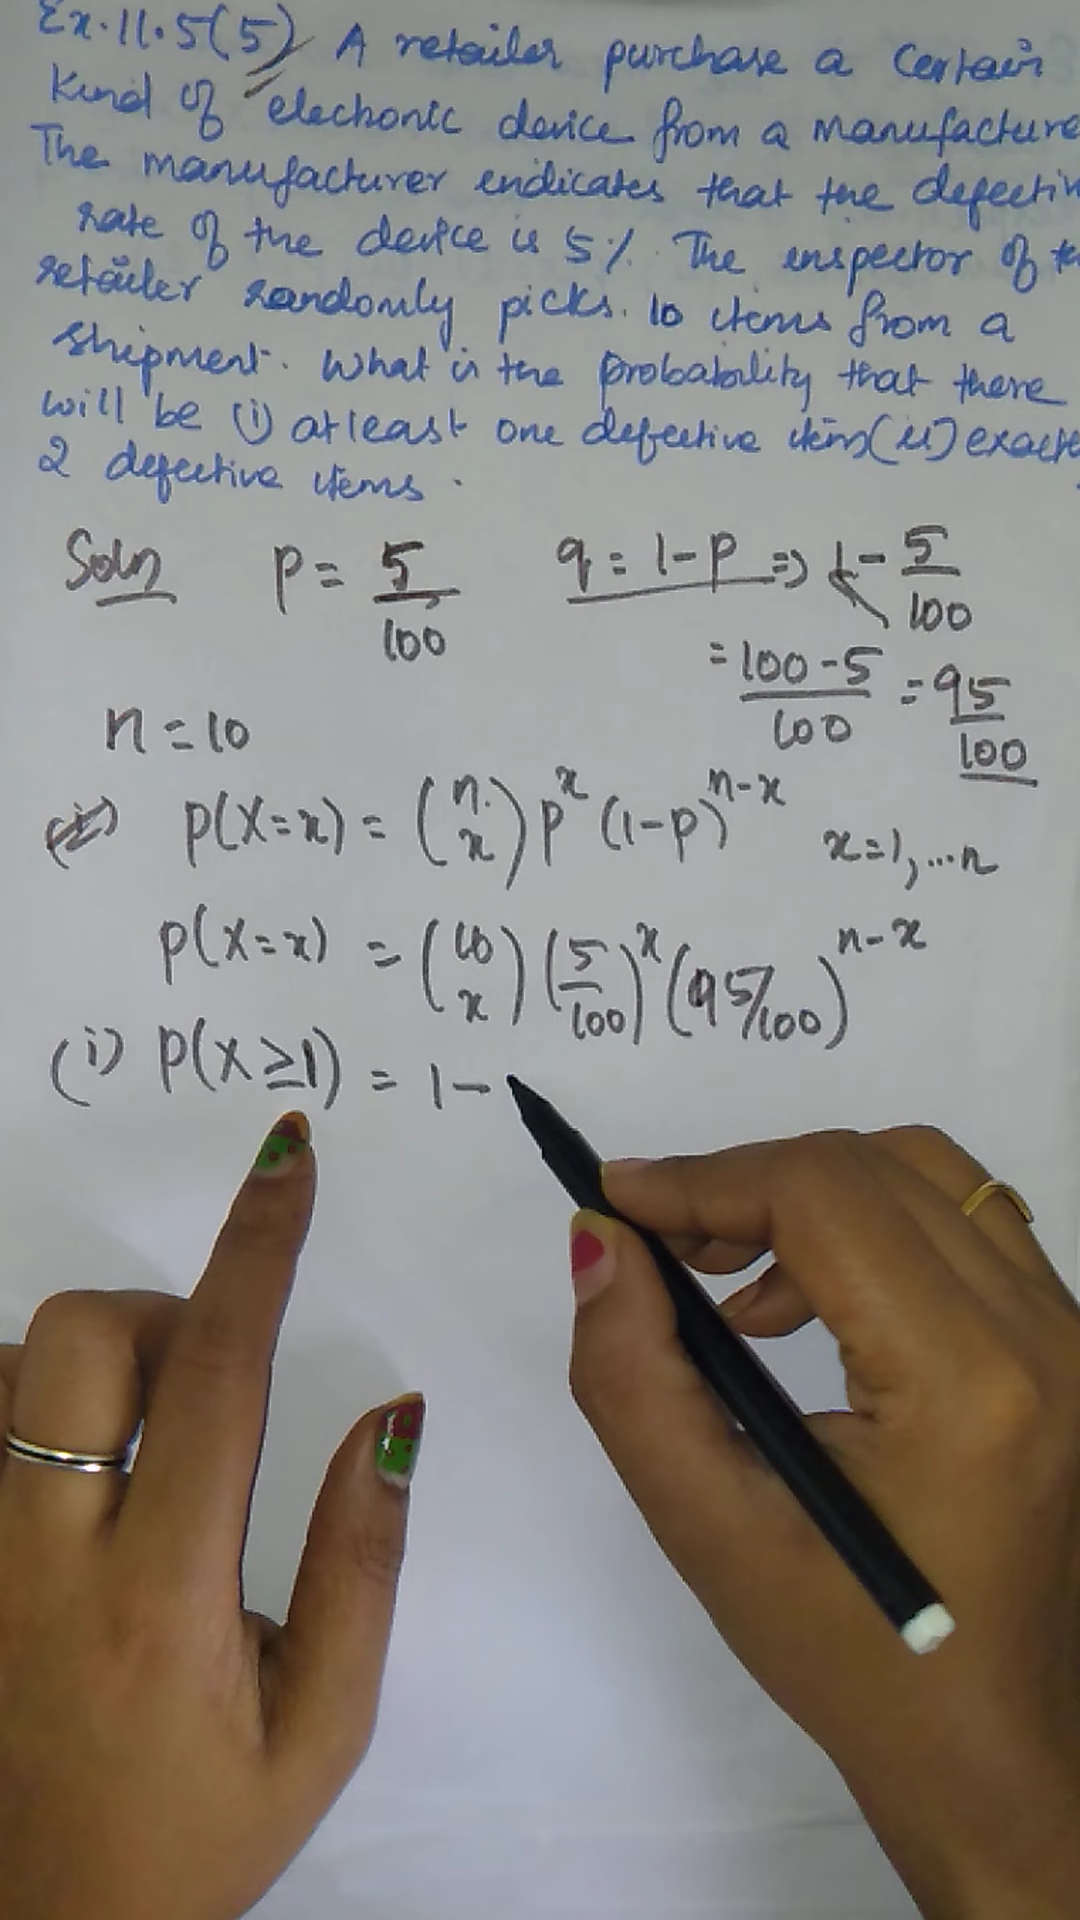 Ex.11.5(5) A retailer purchase a Certain
Kind of electronic device from a manufacture
The manufacturer indicates that the defectiv
rate of the device is 5%. The inspector of th
retailer randomly picks. 10 items from a
Shipment. What is the probability that there
will be (i) atleast one defective item (ii) exactl
2 defective items.
Soln p = 5/100 q = 1-p => 1 - 5/100
= 100-5/100 = 95/100
n = 10
p(X=x) = (n x) p^x (1-p)^n-x x=1, ...n
p(X=x) = (10 x) (5/100)^x (95/100)^n-x
(i) p(X≥1) = 1-